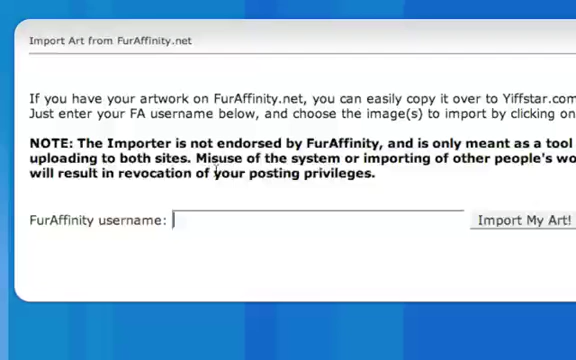 Import Art from FurAffinity.net
If you have your artwork on FurAffinity.net, you can easily copy it over to Yiffstar.com
Just enter your FA username below, and choose the image(s) to import by clicking on
NOTE: The Importer is not endorsed by FurAffinity, and is only meant as a tool
uploading to both sites. Misuse of the system or importing of other people's wo
will result in revocation of your posting privileges.
FurAffinity username:
Import My Art!